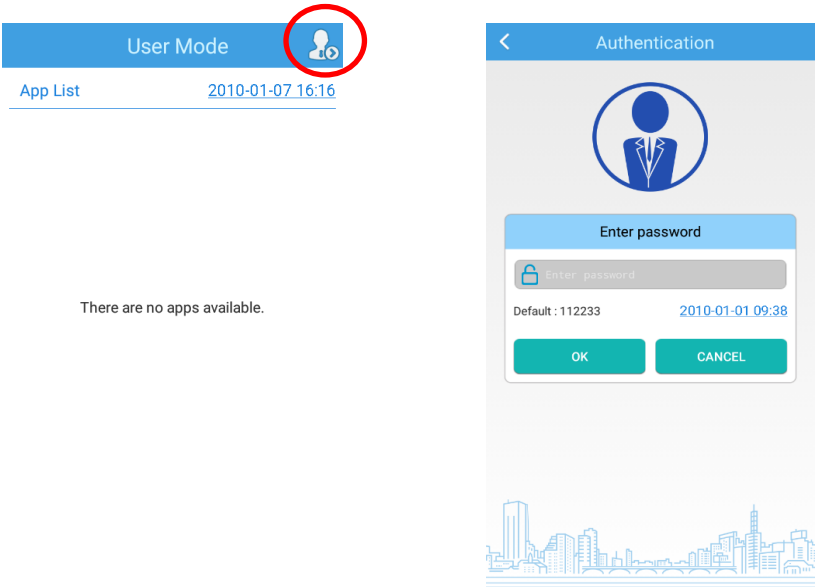 User Mode
App List 2010-01-07 16:16
There are no apps available.
Authentication
Enter password
Enter password
Default : 112233 2010-01-01 09:38
OK CANCEL